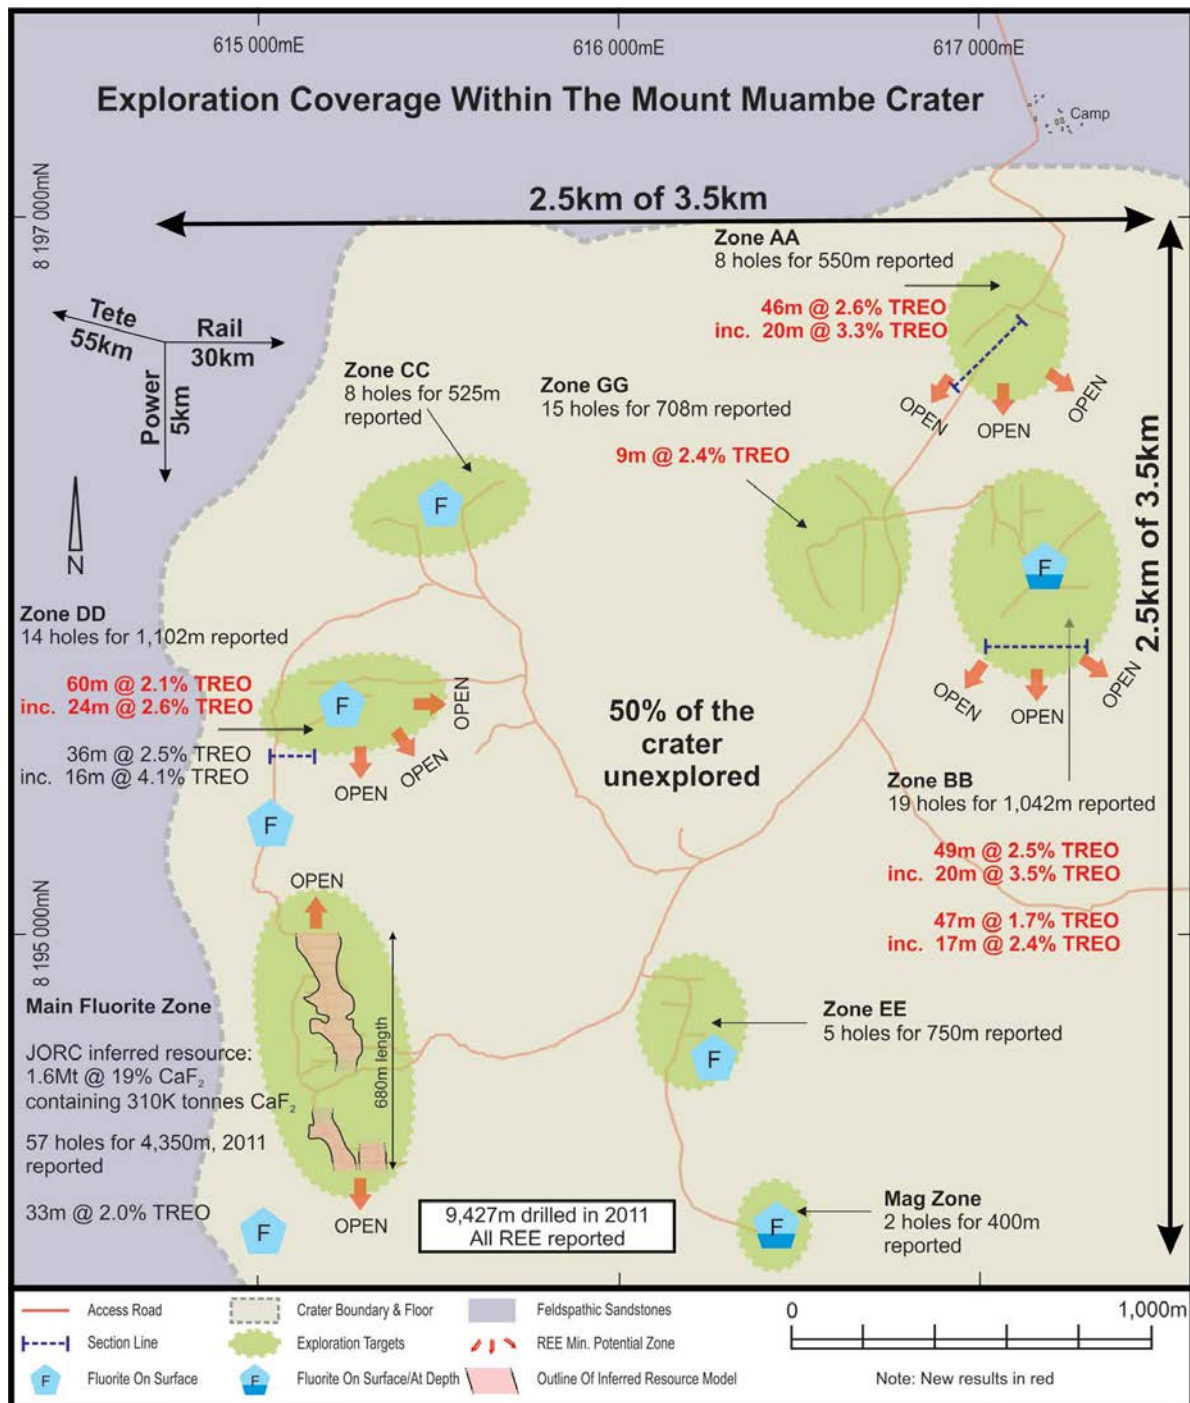 615 000mE
616 000mE
617 000mE
Exploration Coverage Within The Mount Muambe Crater
Camp
8 197 000mN
2.5km of 3.5km
Zone AA
8 holes for 550m reported
46m @ 2.6% TREO
inc. 20m @ 3.3% TREO
OPEN
OPEN
OPEN
Tete
55km
Rail
30km
Power
5km
N
Zone CC
8 holes for 525m
reported
F
Zone GG
15 holes for 708m reported
9m @ 2.4% TREO
2.5km of 3.5km
F
OPEN
OPEN
OPEN
Zone DD
14 holes for 1,102m reported
60m @ 2.1% TREO
inc. 24m @ 2.6% TREO
36m @ 2.5% TREO
inc. 16m @ 4.1% TREO
F
OPEN
OPEN
OPEN
F
50% of the
crater
unexplored
Zone BB
19 holes for 1,042m reported
49m @ 2.5% TREO
inc. 20m @ 3.5% TREO
47m @ 1.7% TREO
inc. 17m @ 2.4% TREO
8 195 000mN
OPEN
680m length
OPEN
Main Fluorite Zone
JORC inferred resource:
1.6Mt @ 19% CaF₂
containing 310K tonnes CaF₂
57 holes for 4,350m, 2011
reported
33m @ 2.0% TREO
F
Zone EE
5 holes for 750m reported
F
9,427m drilled in 2011
All REE reported
Mag Zone
2 holes for 400m
reported
F
Access Road
Crater Boundary & Floor
Feldspathic Sandstones
0
1,000m
Section Line
Exploration Targets
REE Min. Potential Zone
F
Fluorite On Surface
F
Fluorite On Surface/At Depth
Outline Of Inferred Resource Model
Note: New results in red